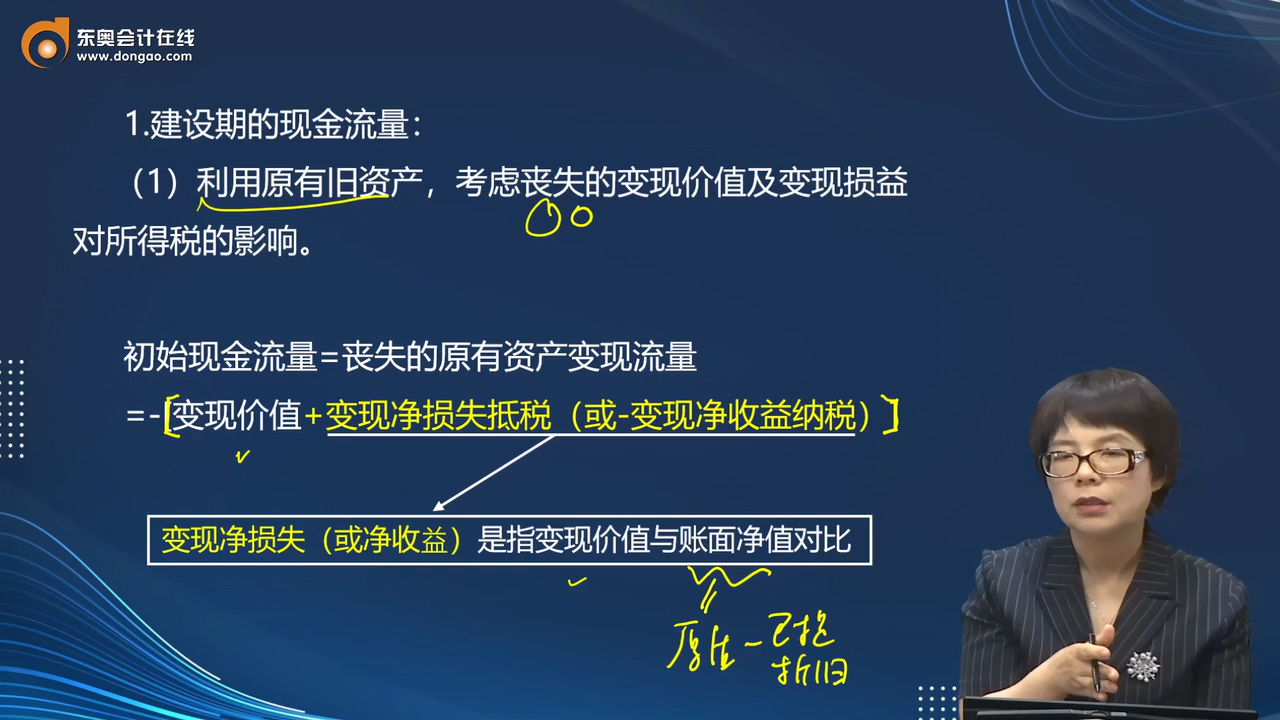 东奥会计在线
www.dongao.com
1.建设期的现金流量：
（1）利用原有旧资产，考虑丧失的变现价值及变现损益
对所得税的影响。
初始现金流量=丧失的原有资产变现流量
=-[变现价值+变现净损失抵税（或-变现净收益纳税）]
变现净损失（或净收益）是指变现价值与账面净值对比
原值-已提
折旧